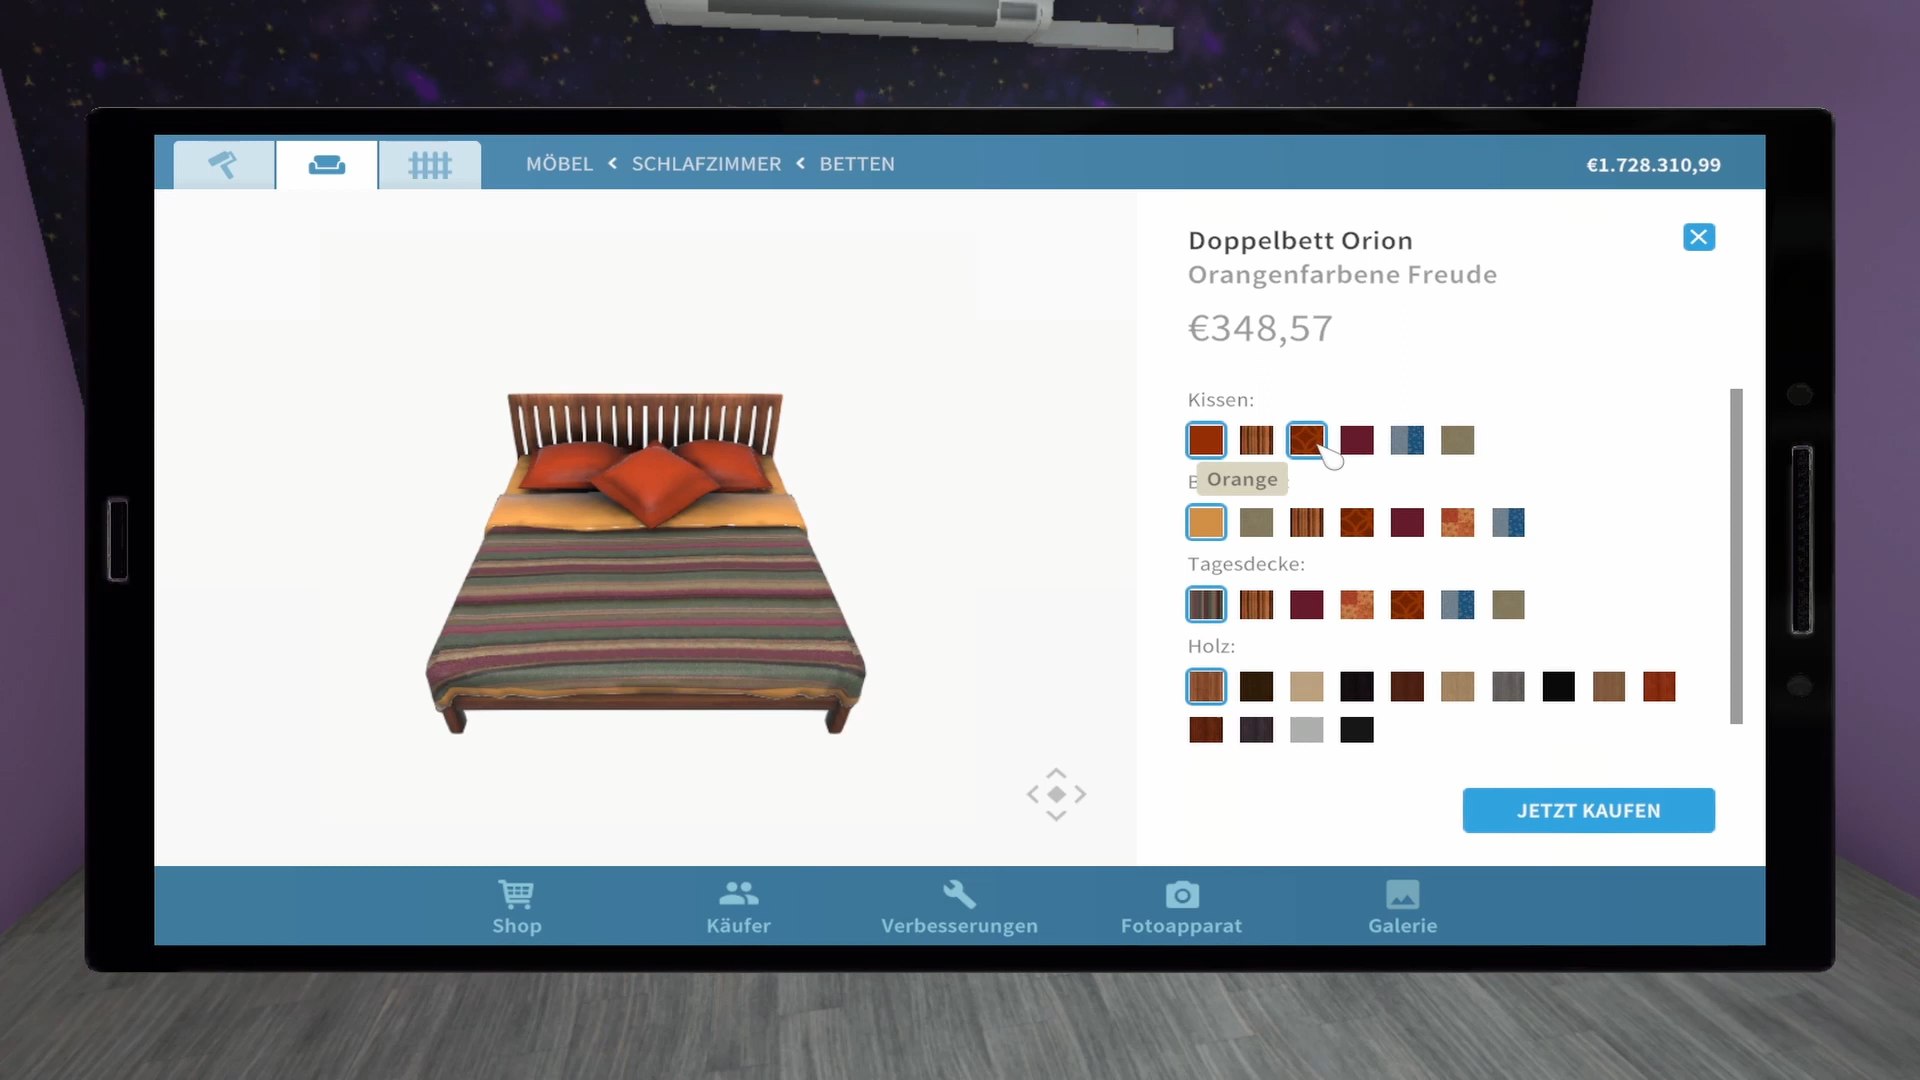 MÖBEL < SCHLAFZIMMER < BETTEN
€1.728.310,99
Doppelbett Orion
Orangenfarbene Freude
€348,57
Kissen:
Orange
Tagesdecke:
Holz:
JETZT KAUFEN
Shop
Käufer
Verbesserungen
Fotoapparat
Galerie